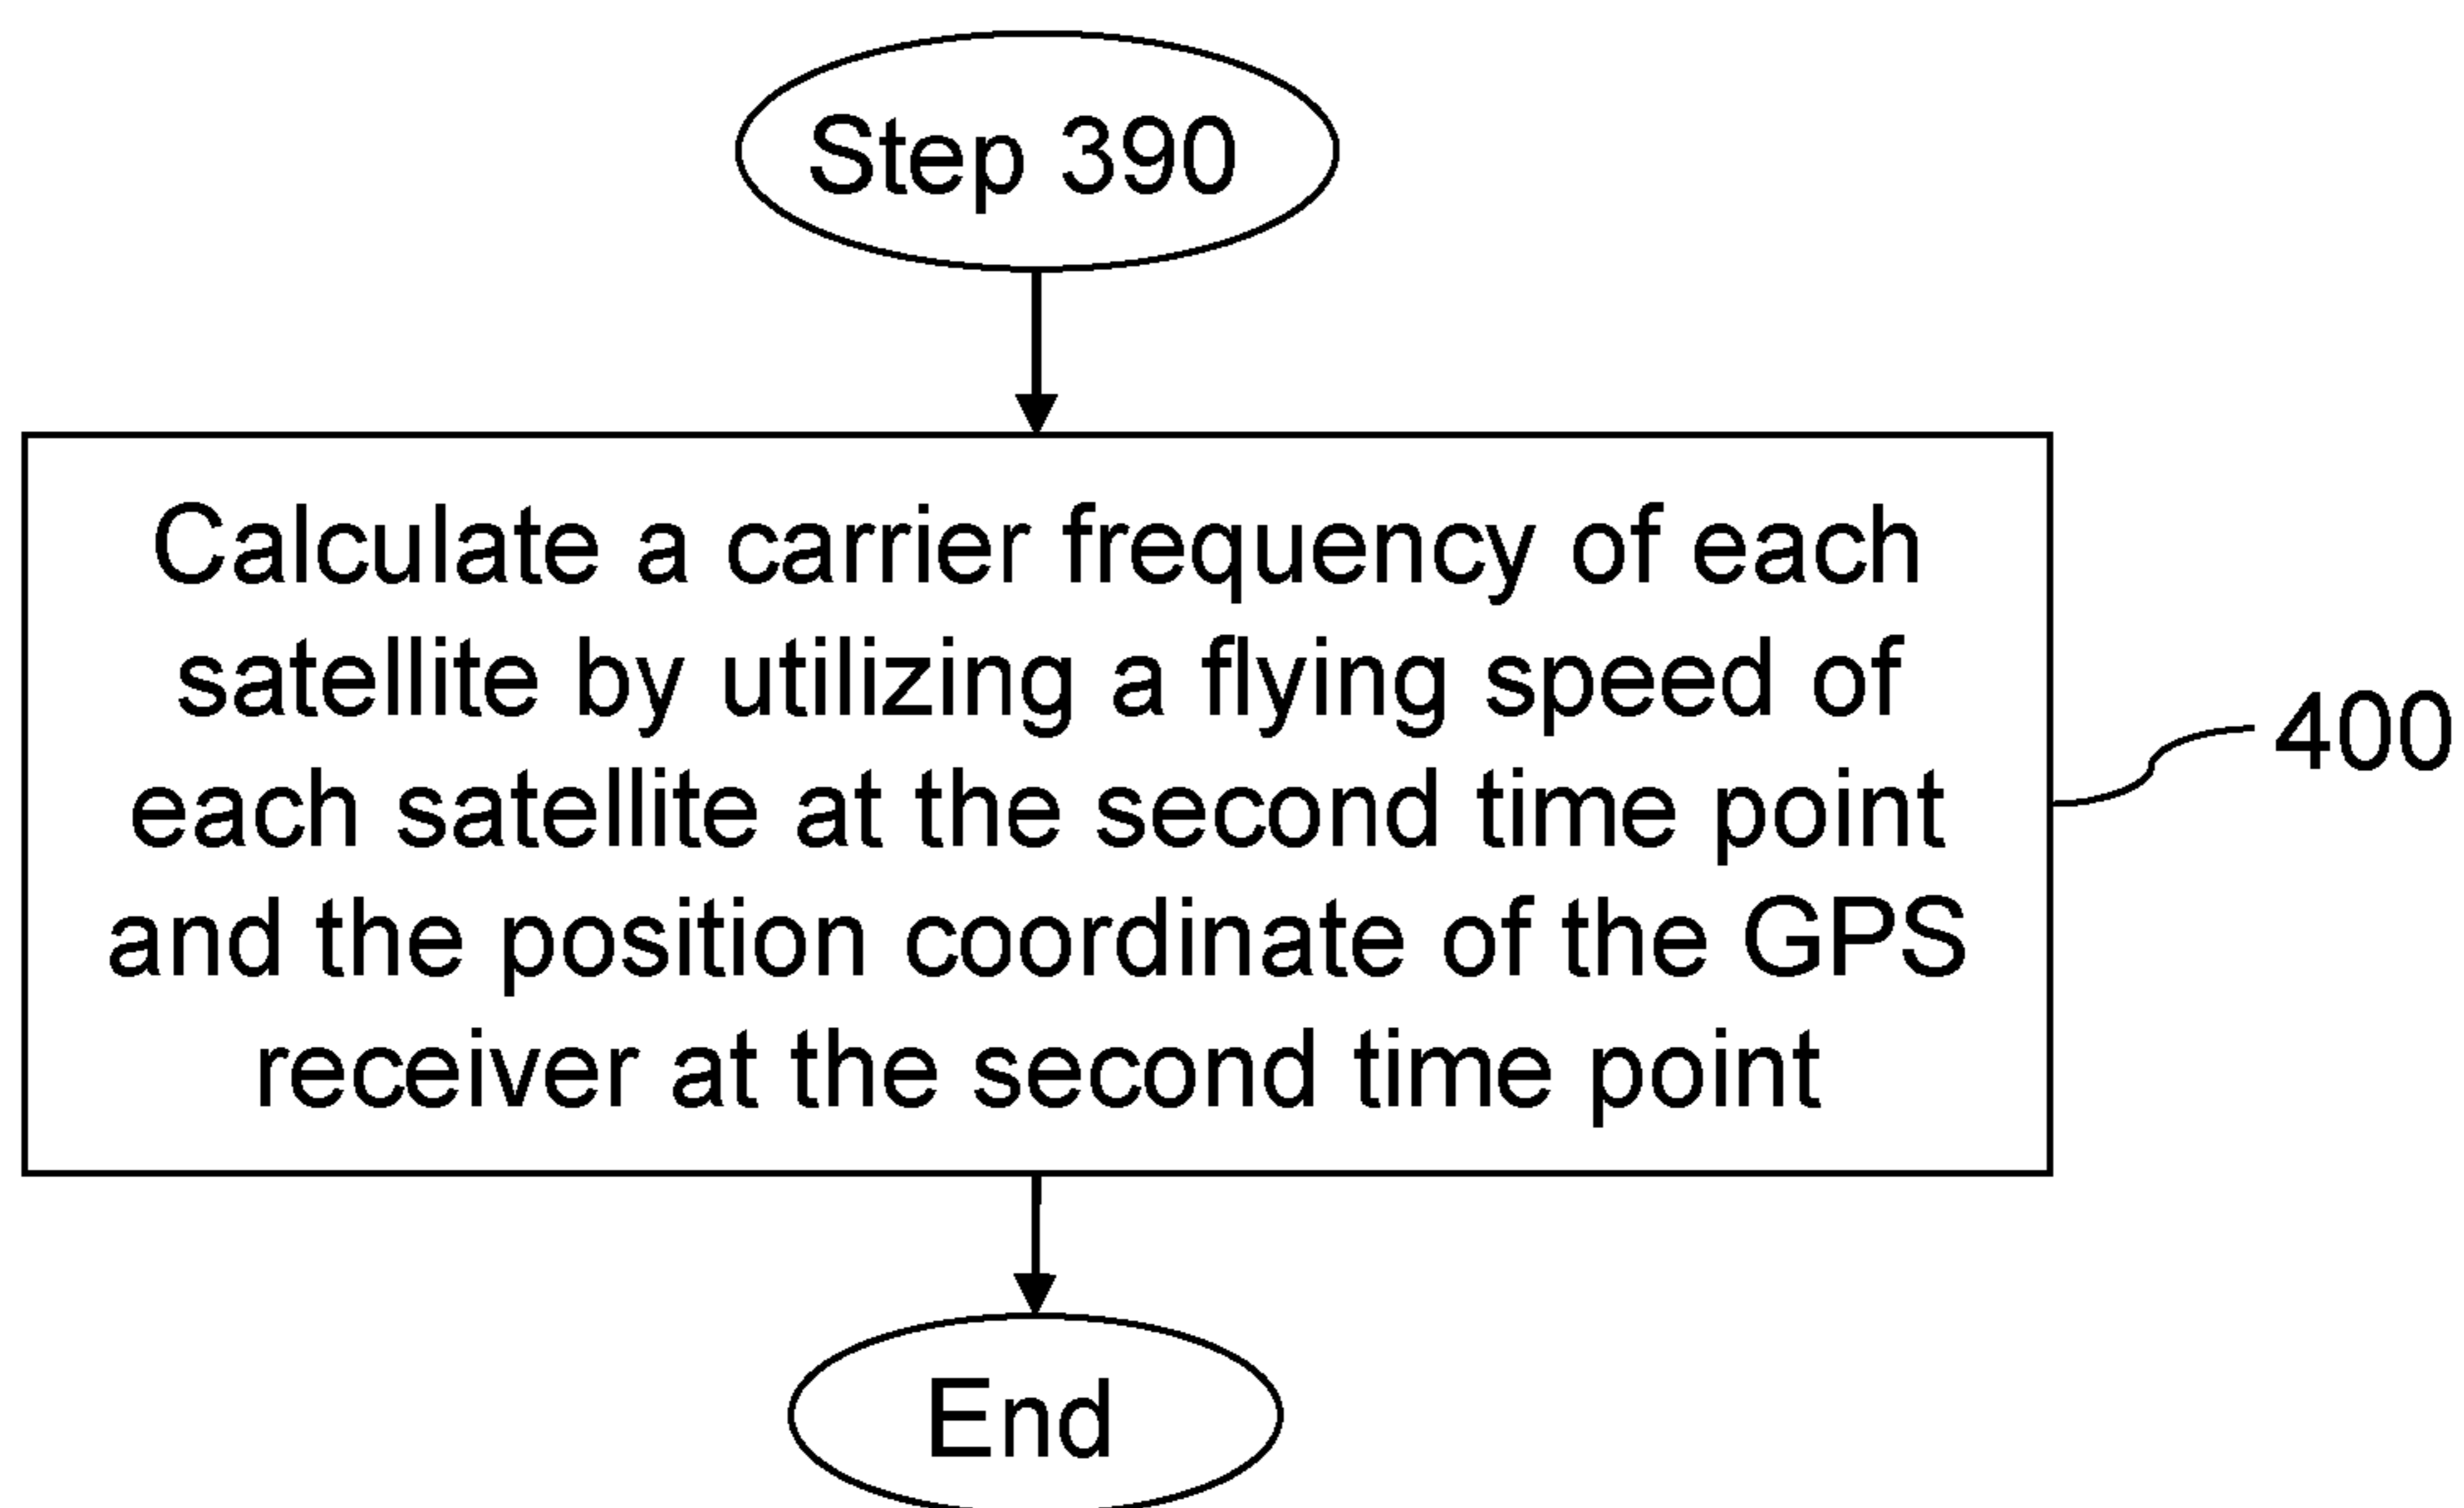 Step 390
Calculate a carrier frequency of each
satellite by utilizing a flying speed of
each satellite at the second time point
and the position coordinate of the GPS
receiver at the second time point
400
End